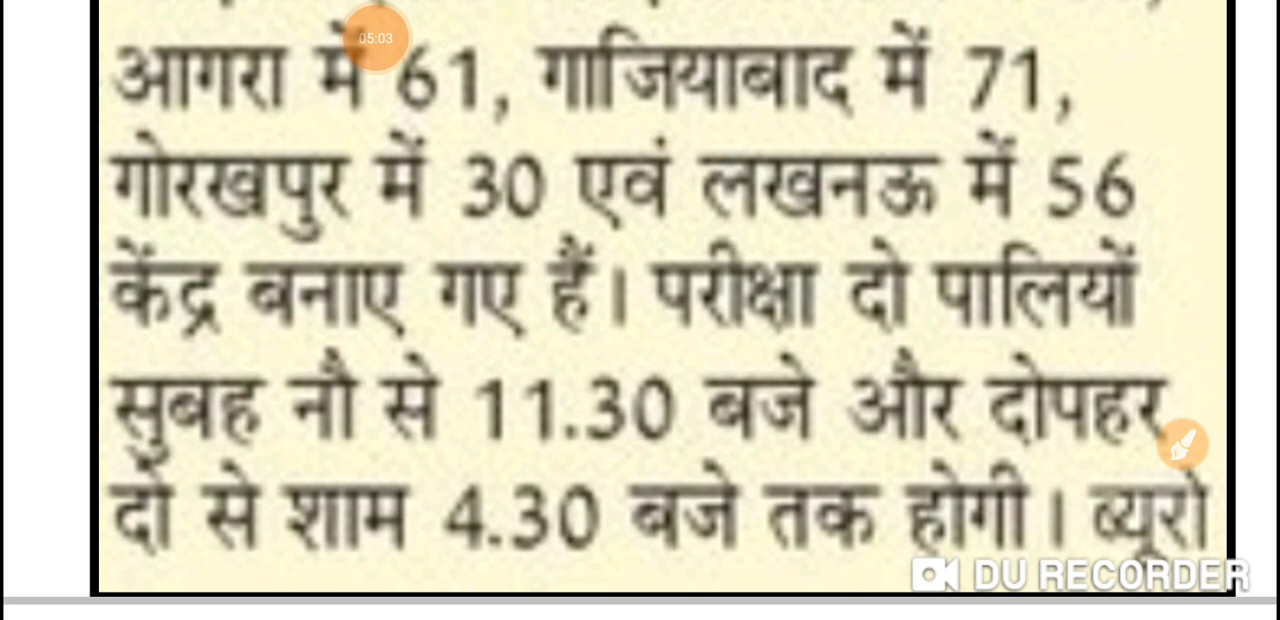 05:03
आगरा में 61, गाजियाबाद में 71,
गोरखपुर में 30 एवं लखनऊ में 56
केंद्र बनाए गए हैं। परीक्षा दो पालियों
सुबह नौ से 11.30 बजे और दोपहर
दो से शाम 4.30 बजे तक होगी। ब्यूरो
DU RECORDER